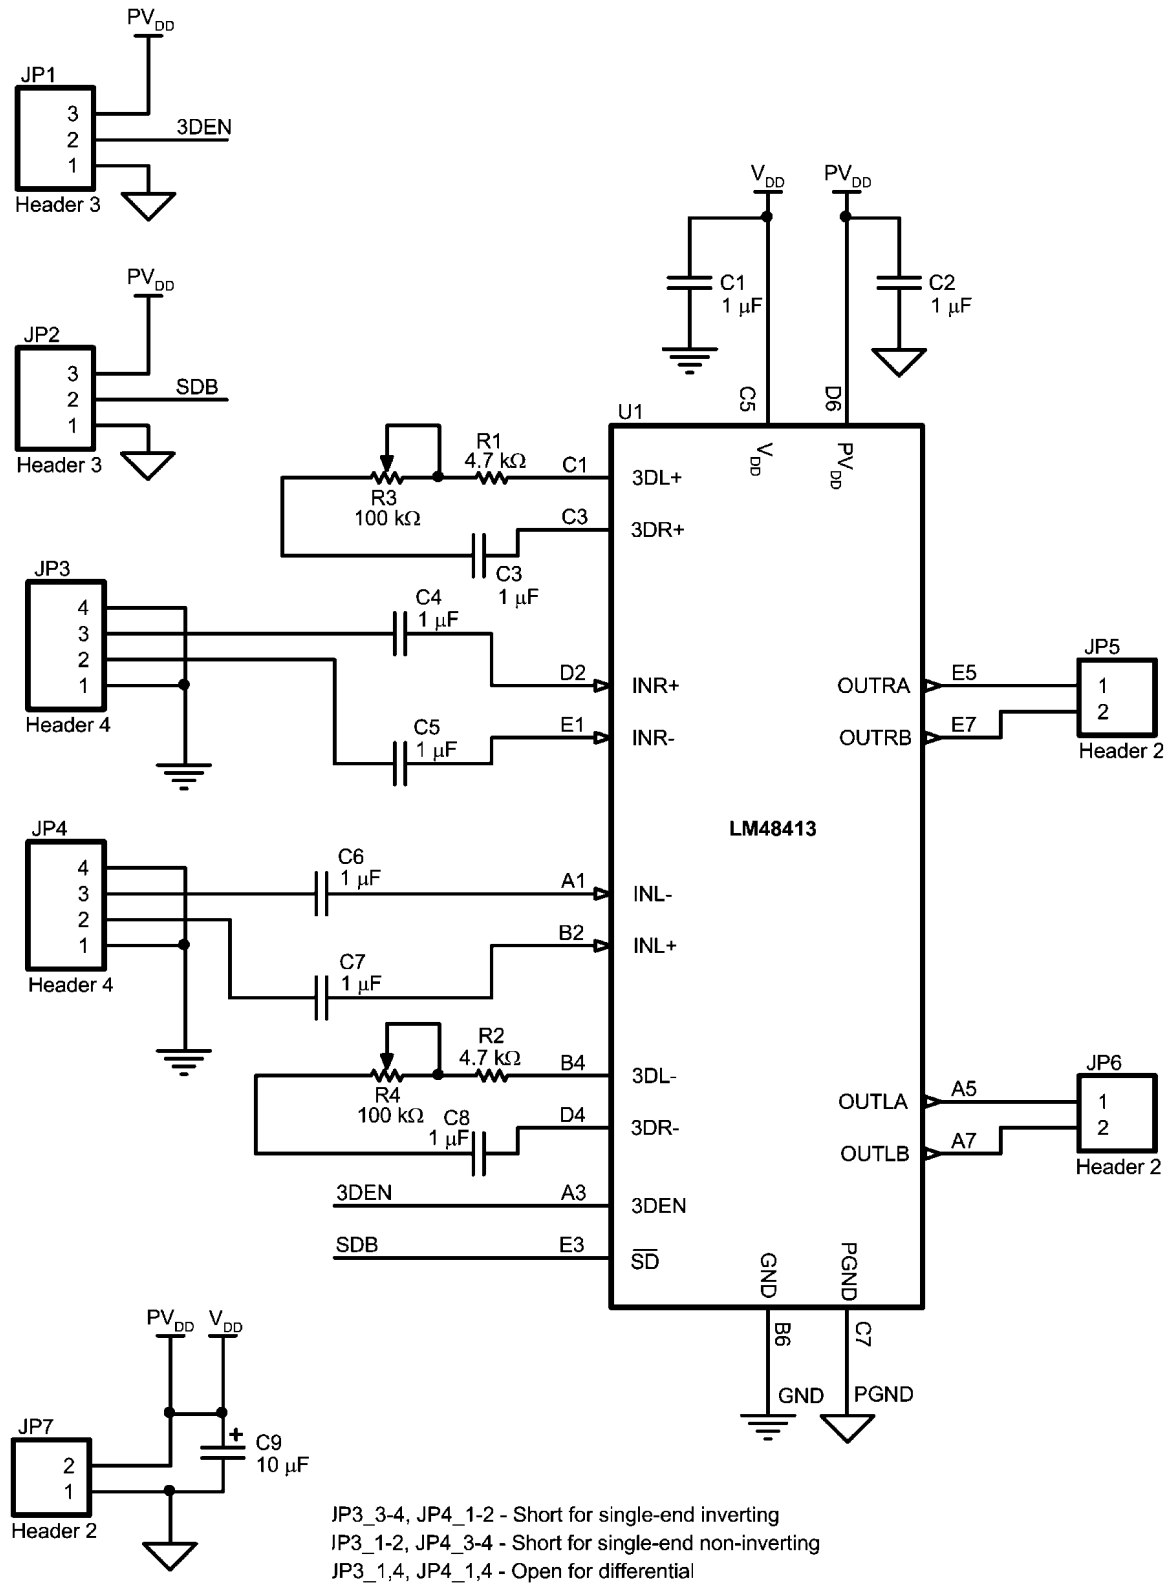 PVDD
JP1
3
2
1
3DEN
Header 3
PVDD
JP2
3
2
1
SDB
Header 3
VDD
PVDD
C1
1 µF
C2
1 µF
C5
D6
U1
VDD
PVDD
R1
4.7 kΩ
C1
3DL+
R3
100 kΩ
C3
3DR+
C3
1 µF
JP3
4
3
2
1
Header 4
C4
1 µF
D2
INR+
C5
1 µF
E1
INR-
OUTRA
E5
OUTRB
E7
JP5
1
2
Header 2
LM48413
JP4
4
3
2
1
Header 4
C6
1 µF
A1
INL-
B2
INL+
C7
1 µF
R2
4.7 kΩ
B4
3DL-
R4
100 kΩ
C8
1 µF
D4
3DR-
OUTLA
A5
OUTLB
A7
JP6
1
2
Header 2
3DEN
A3
3DEN
SDB
E3
SD
GND
PGND
B6
C7
GND
PGND
PVDD
VDD
JP7
2
1
Header 2
+
C9
10 µF
JP3_3-4, JP4_1-2 - Short for single-end inverting
JP3_1-2, JP4_3-4 - Short for single-end non-inverting
JP3_1,4, JP4_1,4 - Open for differential